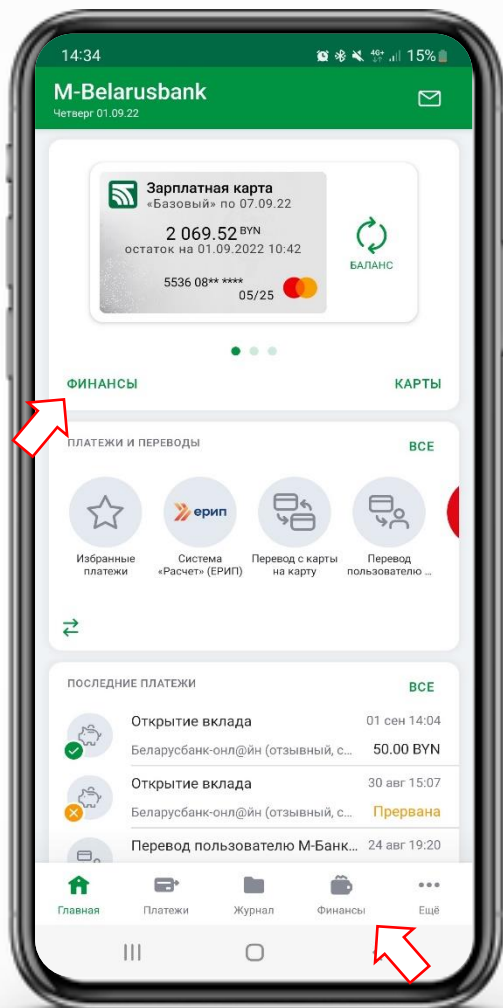 14:34
4G+ 15%
M-Belarusbank
Четверг 01.09.22
Зарплатная карта
«Базовый» по 07.09.22
2 069.52 BYN
остаток на 01.09.2022 10:42
5536 08** ****
05/25
БАЛАНС
ФИНАНСЫ
КАРТЫ
ПЛАТЕЖИ И ПЕРЕВОДЫ
ВСЕ
ерип
Избранные
платежи
Система
«Расчет» (ЕРИП)
Перевод с карты
на карту
Перевод
пользователю ...
ПОСЛЕДНИЕ ПЛАТЕЖИ
ВСЕ
Открытие вклада 01 сен 14:04
Беларусбанк-онл@йн (отзывный, с... 50.00 BYN
Открытие вклада 30 авг 15:07
Беларусбанк-онл@йн (отзывный, с... Прервана
Перевод пользователю М-Банк... 24 авг 19:20
Главная Платежи Журнал Финансы Ещё